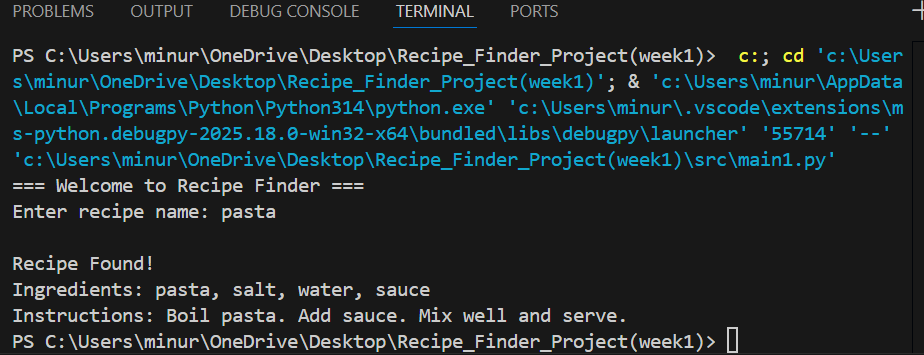 PROBLEMS OUTPUT DEBUG CONSOLE TERMINAL PORTS
PS C:\Users\minur\OneDrive\Desktop\Recipe_Finder_Project(week1)>  c:; cd 'c:\User
s\minur\OneDrive\Desktop\Recipe_Finder_Project(week1)'; & 'c:\Users\minur\AppData
\Local\Programs\Python\Python314\python.exe' 'c:\Users\minur\.vscode\extensions\m
s-python.debugpy-2025.18.0-win32-x64\bundled\libs\debugpy\launcher' '55714' '--'
'c:\Users\minur\OneDrive\Desktop\Recipe_Finder_Project(week1)\src\main1.py'
=== Welcome to Recipe Finder ===
Enter recipe name: pasta
Recipe Found!
Ingredients: pasta, salt, water, sauce
Instructions: Boil pasta. Add sauce. Mix well and serve.
PS C:\Users\minur\OneDrive\Desktop\Recipe_Finder_Project(week1)>